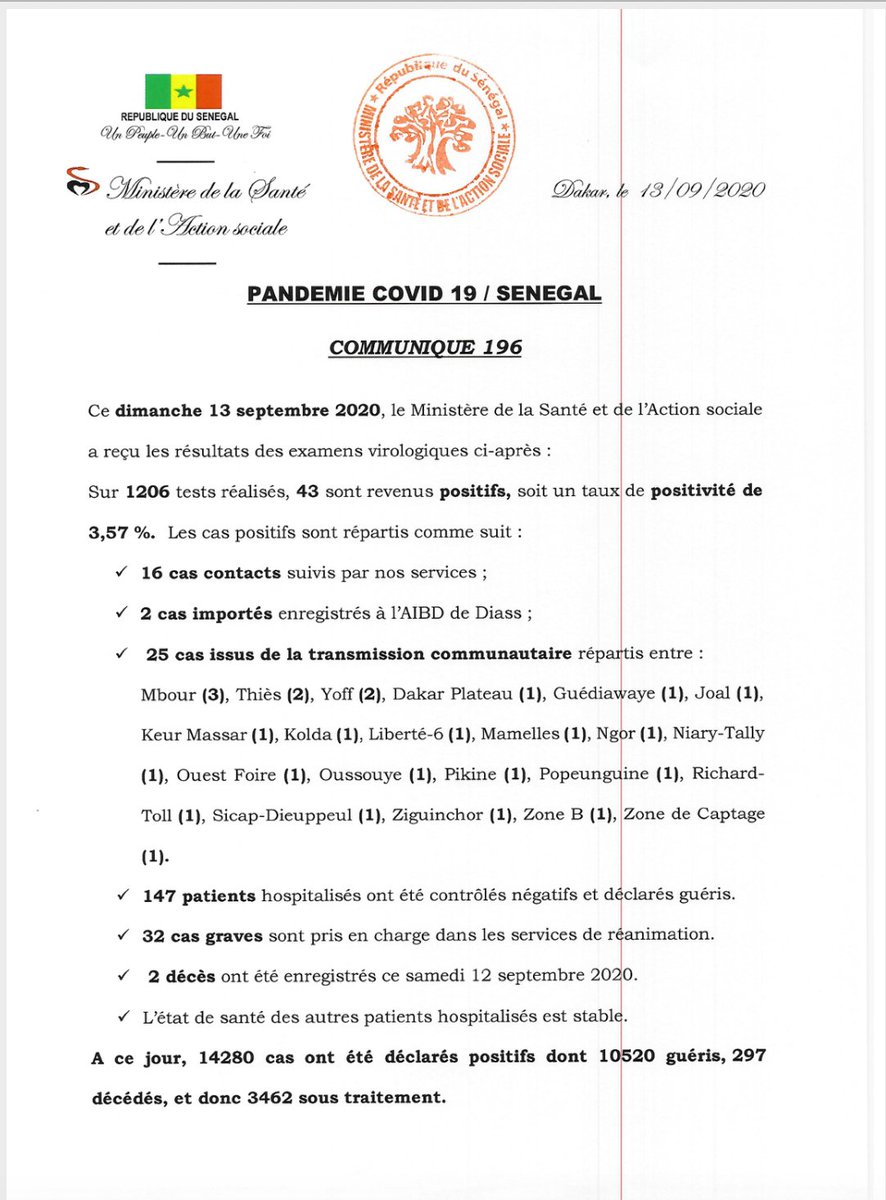 REPUBLIQUE DU SENEGAL
Un Peuple-Un But-Une Foi
Ministère de la Santé
et de l'Action sociale
★ République du Sénégal ★
MINISTÈRE DE LA SANTÉ ET DE L'ACTION SOCIALE
Dakar, le 13/09/2020
PANDEMIE COVID 19 / SENEGAL
COMMUNIQUE 196
Ce dimanche 13 septembre 2020, le Ministère de la Santé et de l'Action sociale
a reçu les résultats des examens virologiques ci-après :
Sur 1206 tests réalisés, 43 sont revenus positifs, soit un taux de positivité de
3,57 %. Les cas positifs sont répartis comme suit :
✓ 16 cas contacts suivis par nos services ;
✓ 2 cas importés enregistrés à l'AIBD de Diass ;
✓ 25 cas issus de la transmission communautaire répartis entre :
Mbour (3), Thiès (2), Yoff (2), Dakar Plateau (1), Guédiawaye (1), Joal (1),
Keur Massar (1), Kolda (1), Liberté-6 (1), Mamelles (1), Ngor (1), Niary-Tally
(1), Ouest Foire (1), Oussouye (1), Pikine (1), Popeunguine (1), Richard-
Toll (1), Sicap-Dieuppeul (1), Ziguinchor (1), Zone B (1), Zone de Captage
(1).
✓ 147 patients hospitalisés ont été contrôlés négatifs et déclarés guéris.
✓ 32 cas graves sont pris en charge dans les services de réanimation.
✓ 2 décès ont été enregistrés ce samedi 12 septembre 2020.
✓ L'état de santé des autres patients hospitalisés est stable.
A ce jour, 14280 cas ont été déclarés positifs dont 10520 guéris, 297
décédés, et donc 3462 sous traitement.